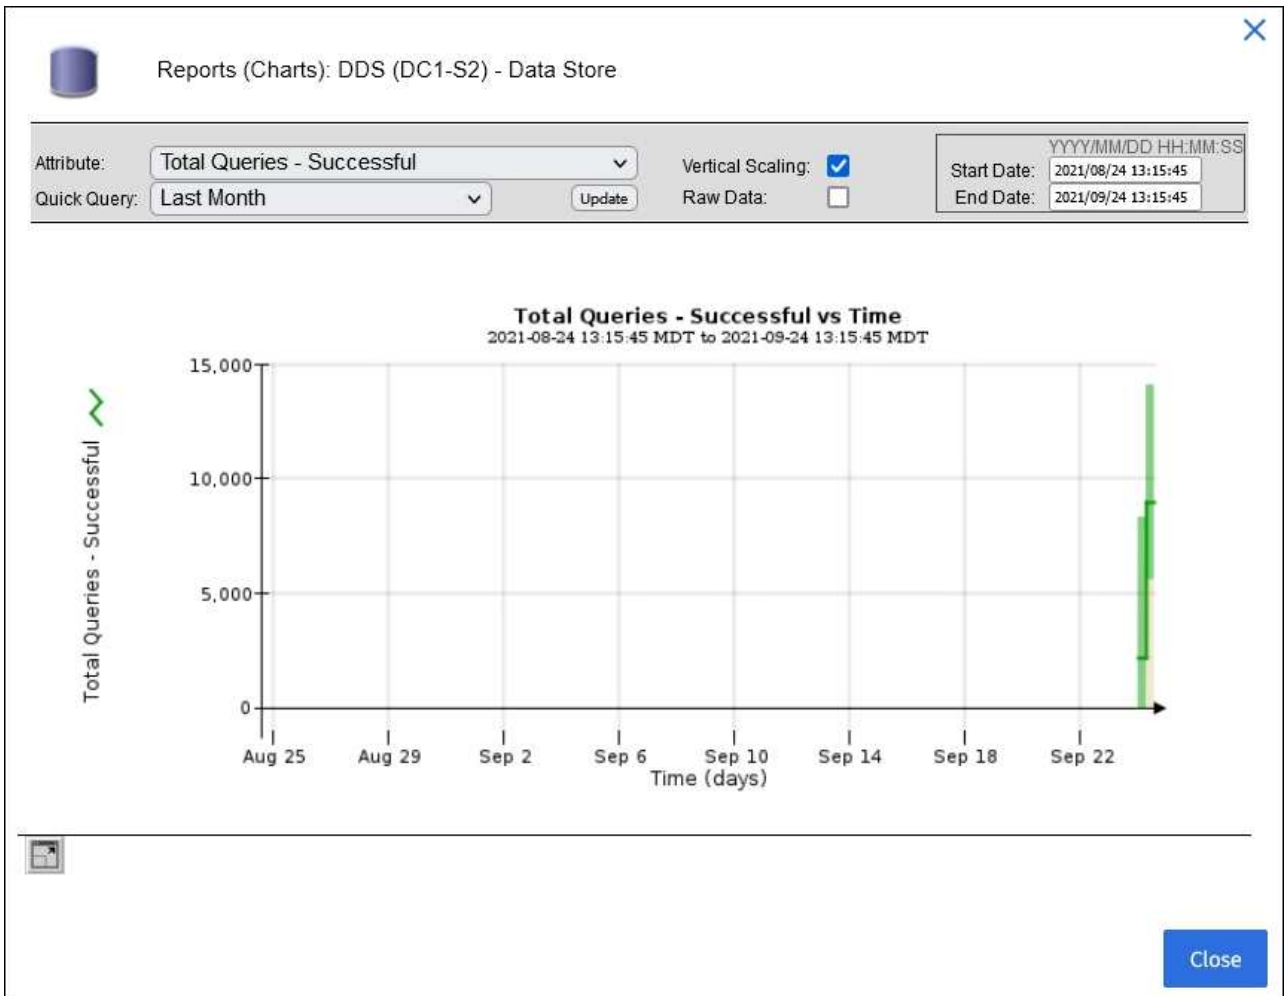 Reports (Charts): DDS (DC1-S2) - Data Store
YYYY/MM/DD HH:MM:SS
Attribute: Total Queries - Successful Vertical Scaling: Start Date: 2021/08/24 13:15:45
Quick Query: Last Month Update Raw Data: End Date: 2021/09/24 13:15:45
Total Queries - Successful vs Time
2021-08-24 13:15:45 MDT to 2021-09-24 13:15:45 MDT
Total Queries - Successful
15,000
10,000
5,000
0
Aug 25 Aug 29 Sep 2 Sep 6 Sep 10 Sep 14 Sep 18 Sep 22
Time (days)
Close